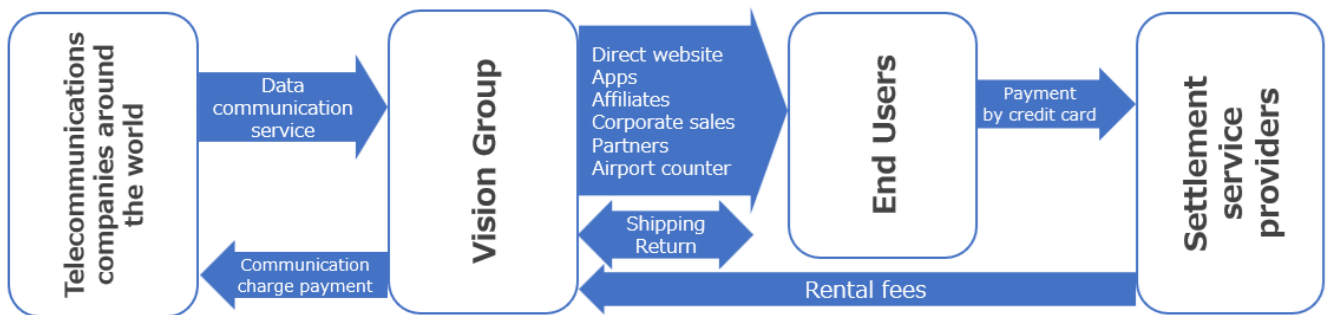 Telecommunications
companies around
the world
Data
communication
service
Communication
charge payment
Vision Group
Direct website
Apps
Affiliates
Corporate sales
Partners
Airport counter
Shipping
Return
End Users
Payment
by credit card
Rental fees
Settlement
service
providers